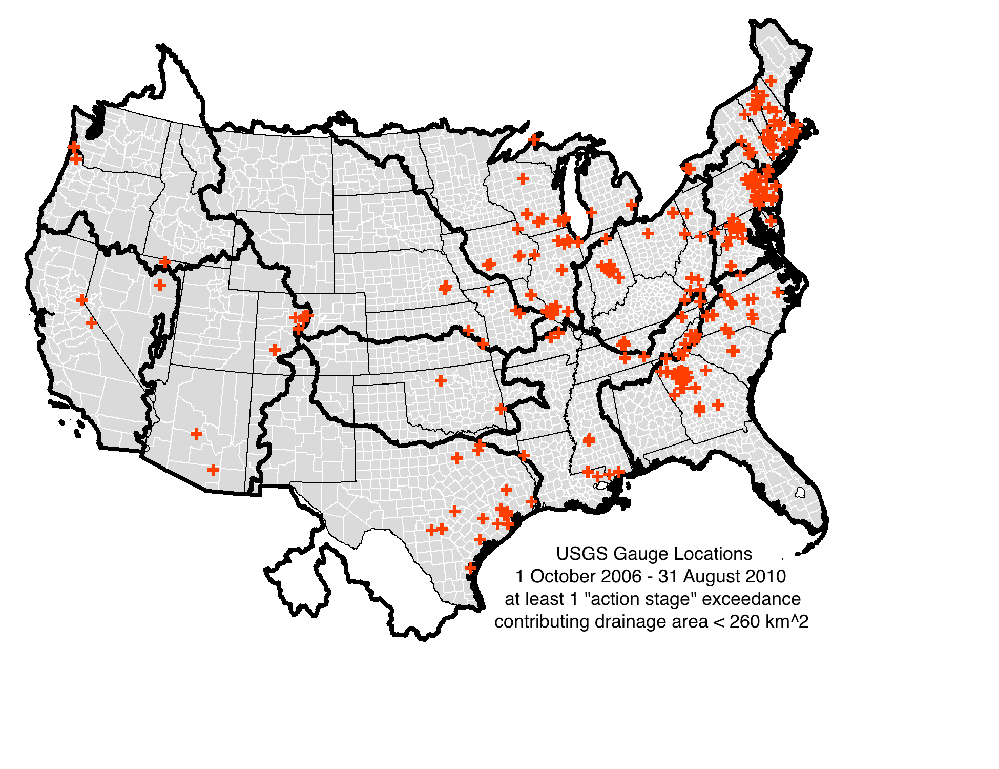 USGS Gauge Locations
1 October 2006 - 31 August 2010
at least 1 "action stage" exceedance
contributing drainage area < 260 km^2